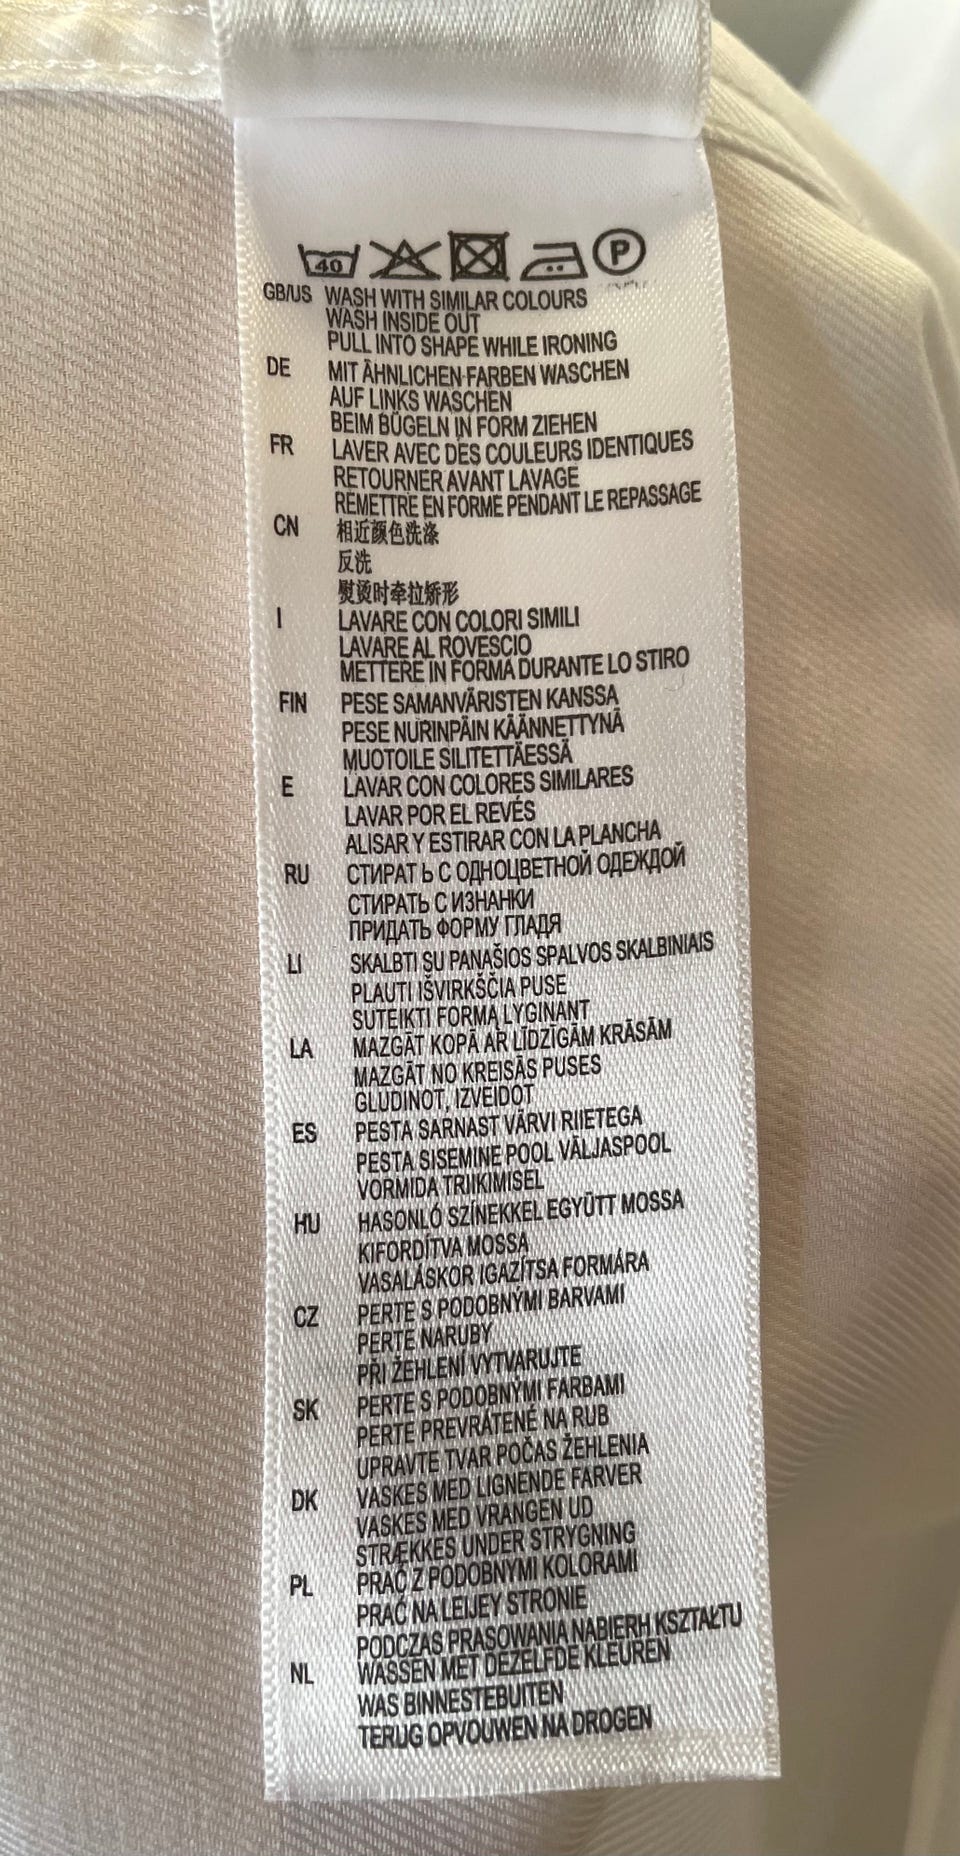 40 P
GB/US WASH WITH SIMILAR COLOURS
WASH INSIDE OUT
PULL INTO SHAPE WHILE IRONING
DE MIT ÄHNLICHEN FARBEN WASCHEN
AUF LINKS WASCHEN
BEIM BÜGELN IN FORM ZIEHEN
FR LAVER AVEC DES COULEURS IDENTIQUES
RETOURNER AVANT LAVAGE
REMETTRE EN FORME PENDANT LE REPASSAGE
CN 相近颜色洗涤
反洗
熨烫时牵拉矫形
I LAVARE CON COLORI SIMILI
LAVARE AL ROVESCIO
METTERE IN FORMA DURANTE LO STIRO
FIN PESE SAMANVÄRISTEN KANSSA
PESE NURINPÄIN KÄÄNNETTYNÄ
MUOTOILE SILITETTÄESSÄ
E LAVAR CON COLORES SIMILARES
LAVAR POR EL REVÉS
ALISAR Y ESTIRAR CON LA PLANCHA
RU СТИРАТ Ь С ОДНОЦВЕТНОЙ ОДЕЖДОЙ
СТИРАТЬ С ИЗНАНКИ
ПРИДАТЬ ФОРМУ ГЛАДЯ
LI SKALBTI SU PANAŠIOS SPALVOS SKALBINIAIS
PLAUTI IŠVIRKŠČIA PUSE
SUTEIKTI FORMĄ LYGINANT
LA MAZGĀT KOPĀ AR LĪDZĪGĀM KRĀSĀM
MAZGĀT NO KREISĀS PUSES
GLUDINOT, IZVEIDOT
ES PESTA SARNAST VÄRVI RIIETEGA
PESTA SISEMINE POOL VÄLJASPOOL
VORMIDA TRIIKIMISEL
HU HASONLÓ SZÍNEKKEL EGYÜTT MOSSA
KIFORDÍTVA MOSSA
VASALÁSKOR IGAZÍTSA FORMÁRA
CZ PERTE S PODOBNÝMI BARVAMI
PERTE NARUBY
PŘI ŽEHLENÍ VYTVARUJTE
SK PERTE S PODOBNÝMI FARBAMI
PERTE PREVRÁTENÉ NA RUB
UPRAVTE TVAR POČAS ŽEHLENIA
DK VASKES MED LIGNENDE FARVER
VASKES MED VRANGEN UD
STRÆKKES UNDER STRYGNING
PL PRAĆ Z PODOBNYMI KOLORAMI
PRAĆ NA LEIJEY STRONIE
PODCZAS PRASOWANIA NABIERH KSZTAŁTU
NL WASSEN MET DEZELFDE KLEUREN
WAS BINNESTEBUITEN
TERUG OPVOUWEN NA DROGEN